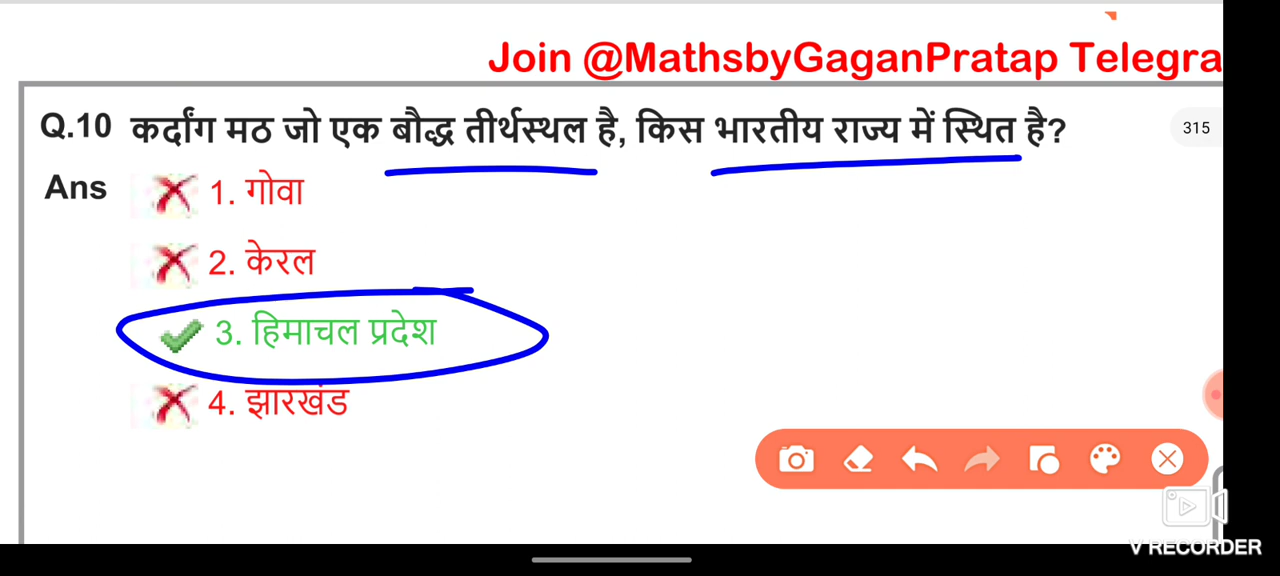 Join @MathsbyGaganPratap Telegra
Q.10 कर्दांग मठ जो एक बौद्ध तीर्थस्थल है, किस भारतीय राज्य में स्थित है?
315
Ans 1. गोवा
2. केरल
3. हिमाचल प्रदेश
4. झारखंड
V RECORDER